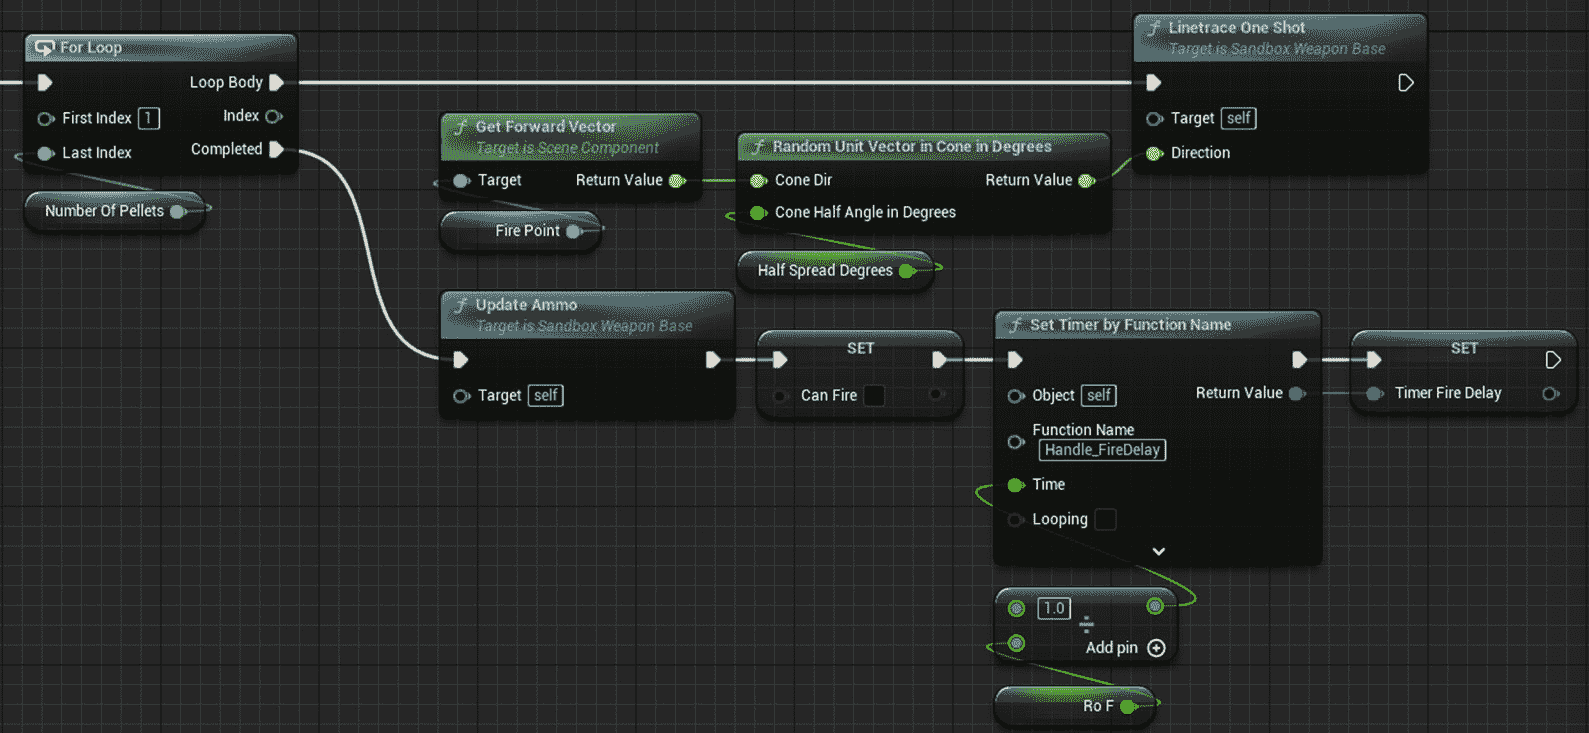 For Loop
Loop Body
First Index 1
Index
Last Index
Completed
Number Of Pellets
Get Forward Vector
Target is Scene Component
Target
Return Value
Fire Point
Random Unit Vector in Cone in Degrees
Cone Dir
Return Value
Cone Half Angle in Degrees
Half Spread Degrees
Linetrace One Shot
Target is Sandbox Weapon Base
Target self
Direction
Update Ammo
Target is Sandbox Weapon Base
Target self
SET
Can Fire
Set Timer by Function Name
Object self
Return Value
Function Name
Handle_FireDelay
Time
Looping
SET
Timer Fire Delay
1.0
Add pin
Ro F